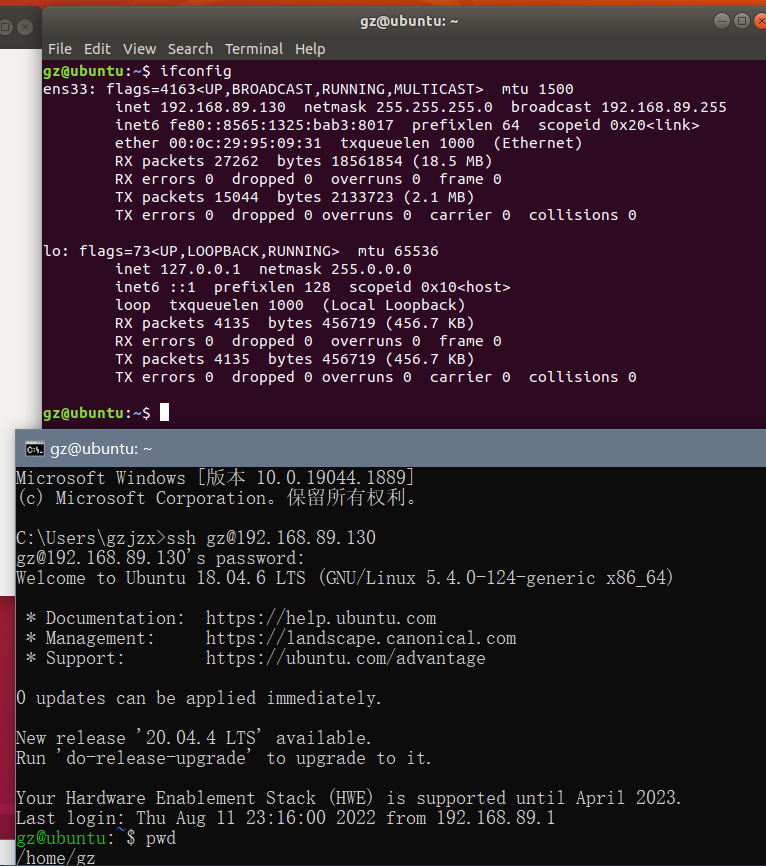 gz@ubuntu: ~
File Edit View Search Terminal Help
gz@ubuntu:~$ ifconfig
ens33: flags=4163<UP,BROADCAST,RUNNING,MULTICAST>  mtu 1500
        inet 192.168.89.130  netmask 255.255.255.0  broadcast 192.168.89.255
        inet6 fe80::8565:1325:bab3:8017  prefixlen 64  scopeid 0x20<link>
        ether 00:0c:29:95:09:31  txqueuelen 1000  (Ethernet)
        RX packets 27262  bytes 18561854 (18.5 MB)
        RX errors 0  dropped 0  overruns 0  frame 0
        TX packets 15044  bytes 2133723 (2.1 MB)
        TX errors 0  dropped 0 overruns 0  carrier 0  collisions 0
lo: flags=73<UP,LOOPBACK,RUNNING>  mtu 65536
        inet 127.0.0.1  netmask 255.0.0.0
        inet6 ::1  prefixlen 128  scopeid 0x10<host>
        loop  txqueuelen 1000  (Local Loopback)
        RX packets 4135  bytes 456719 (456.7 KB)
        RX errors 0  dropped 0  overruns 0  frame 0
        TX packets 4135  bytes 456719 (456.7 KB)
        TX errors 0  dropped 0 overruns 0  carrier 0  collisions 0
gz@ubuntu:~$
gz@ubuntu: ~
Microsoft Windows [版本 10.0.19044.1889]
(c) Microsoft Corporation。保留所有权利。
C:\Users\gzjzx>ssh gz@192.168.89.130
gz@192.168.89.130's password:
Welcome to Ubuntu 18.04.6 LTS (GNU/Linux 5.4.0-124-generic x86_64)
 * Documentation:  https://help.ubuntu.com
 * Management:     https://landscape.canonical.com
 * Support:        https://ubuntu.com/advantage
0 updates can be applied immediately.
New release '20.04.4 LTS' available.
Run 'do-release-upgrade' to upgrade to it.
Your Hardware Enablement Stack (HWE) is supported until April 2023.
Last login: Thu Aug 11 23:16:00 2022 from 192.168.89.1
gz@ubuntu:~$ pwd
/home/gz